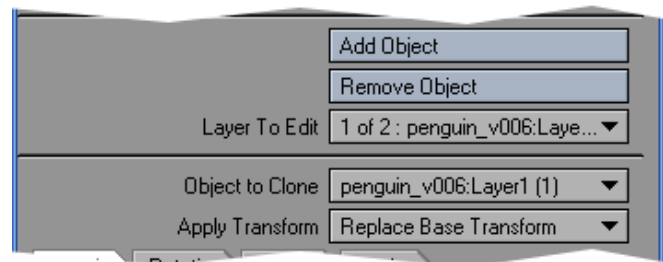 Add Object
Remove Object
Layer To Edit 1 of 2 : penguin_v006:Laye...
Object to Clone penguin_v006:Layer1 (1)
Apply Transform Replace Base Transform